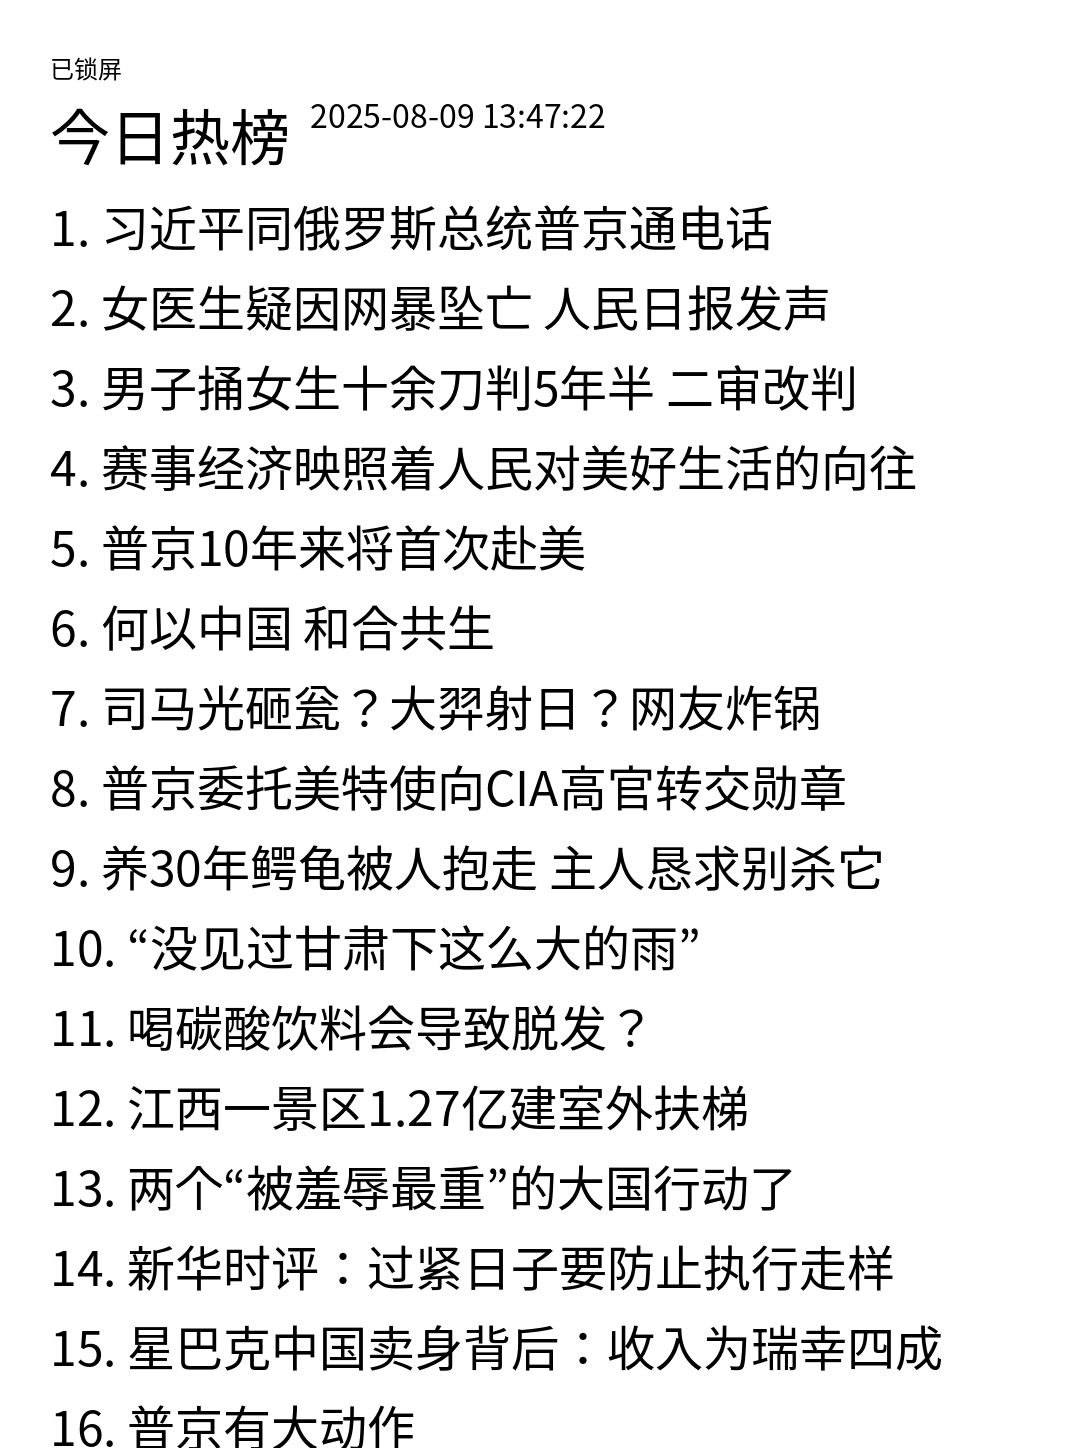 已锁屏
今日热榜 2025-08-09 13:47:22
1. 习近平同俄罗斯总统普京通电话
2. 女医生疑因网暴坠亡 人民日报发声
3. 男子捅女生十余刀判5年半 二审改判
4. 赛事经济映照着人民对美好生活的向往
5. 普京10年来将首次赴美
6. 何以中国 和合共生
7. 司马光砸瓮？大羿射日？网友炸锅
8. 普京委托美特使向CIA高官转交勋章
9. 养30年鳄龟被人抱走 主人恳求别杀它
10. “没见过甘肃下这么大的雨”
11. 喝碳酸饮料会导致脱发？
12. 江西一景区1.27亿建室外扶梯
13. 两个“被羞辱最重”的大国行动了
14. 新华时评：过紧日子要防止执行走样
15. 星巴克中国卖身背后：收入为瑞幸四成
16. 普京有大动作